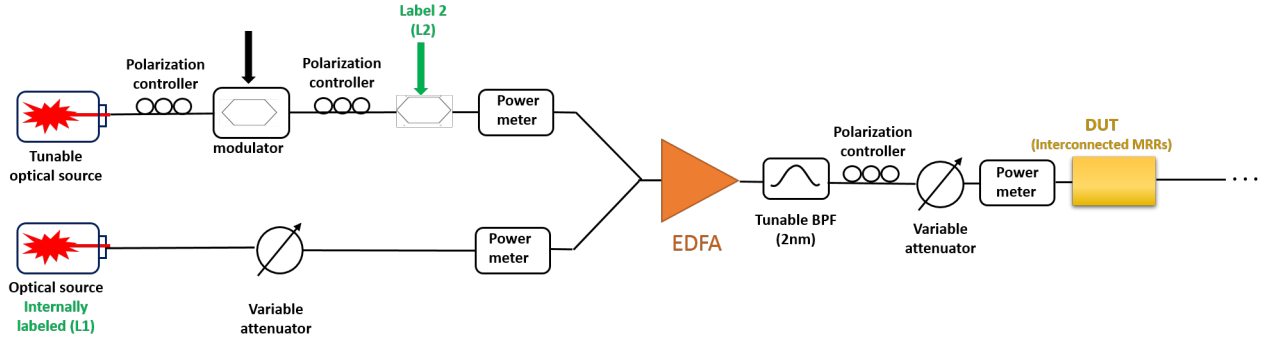 Label 2
(L2)
Polarization
controller
Polarization
controller
Power
meter
Tunable
optical source
modulator
DUT
(Interconnected MRRs)
Polarization
controller
Power
meter
EDFA
Tunable BPF
(2nm)
Variable
attenuator
Power
meter
Optical source
Internally
labeled (L1)
Variable
attenuator